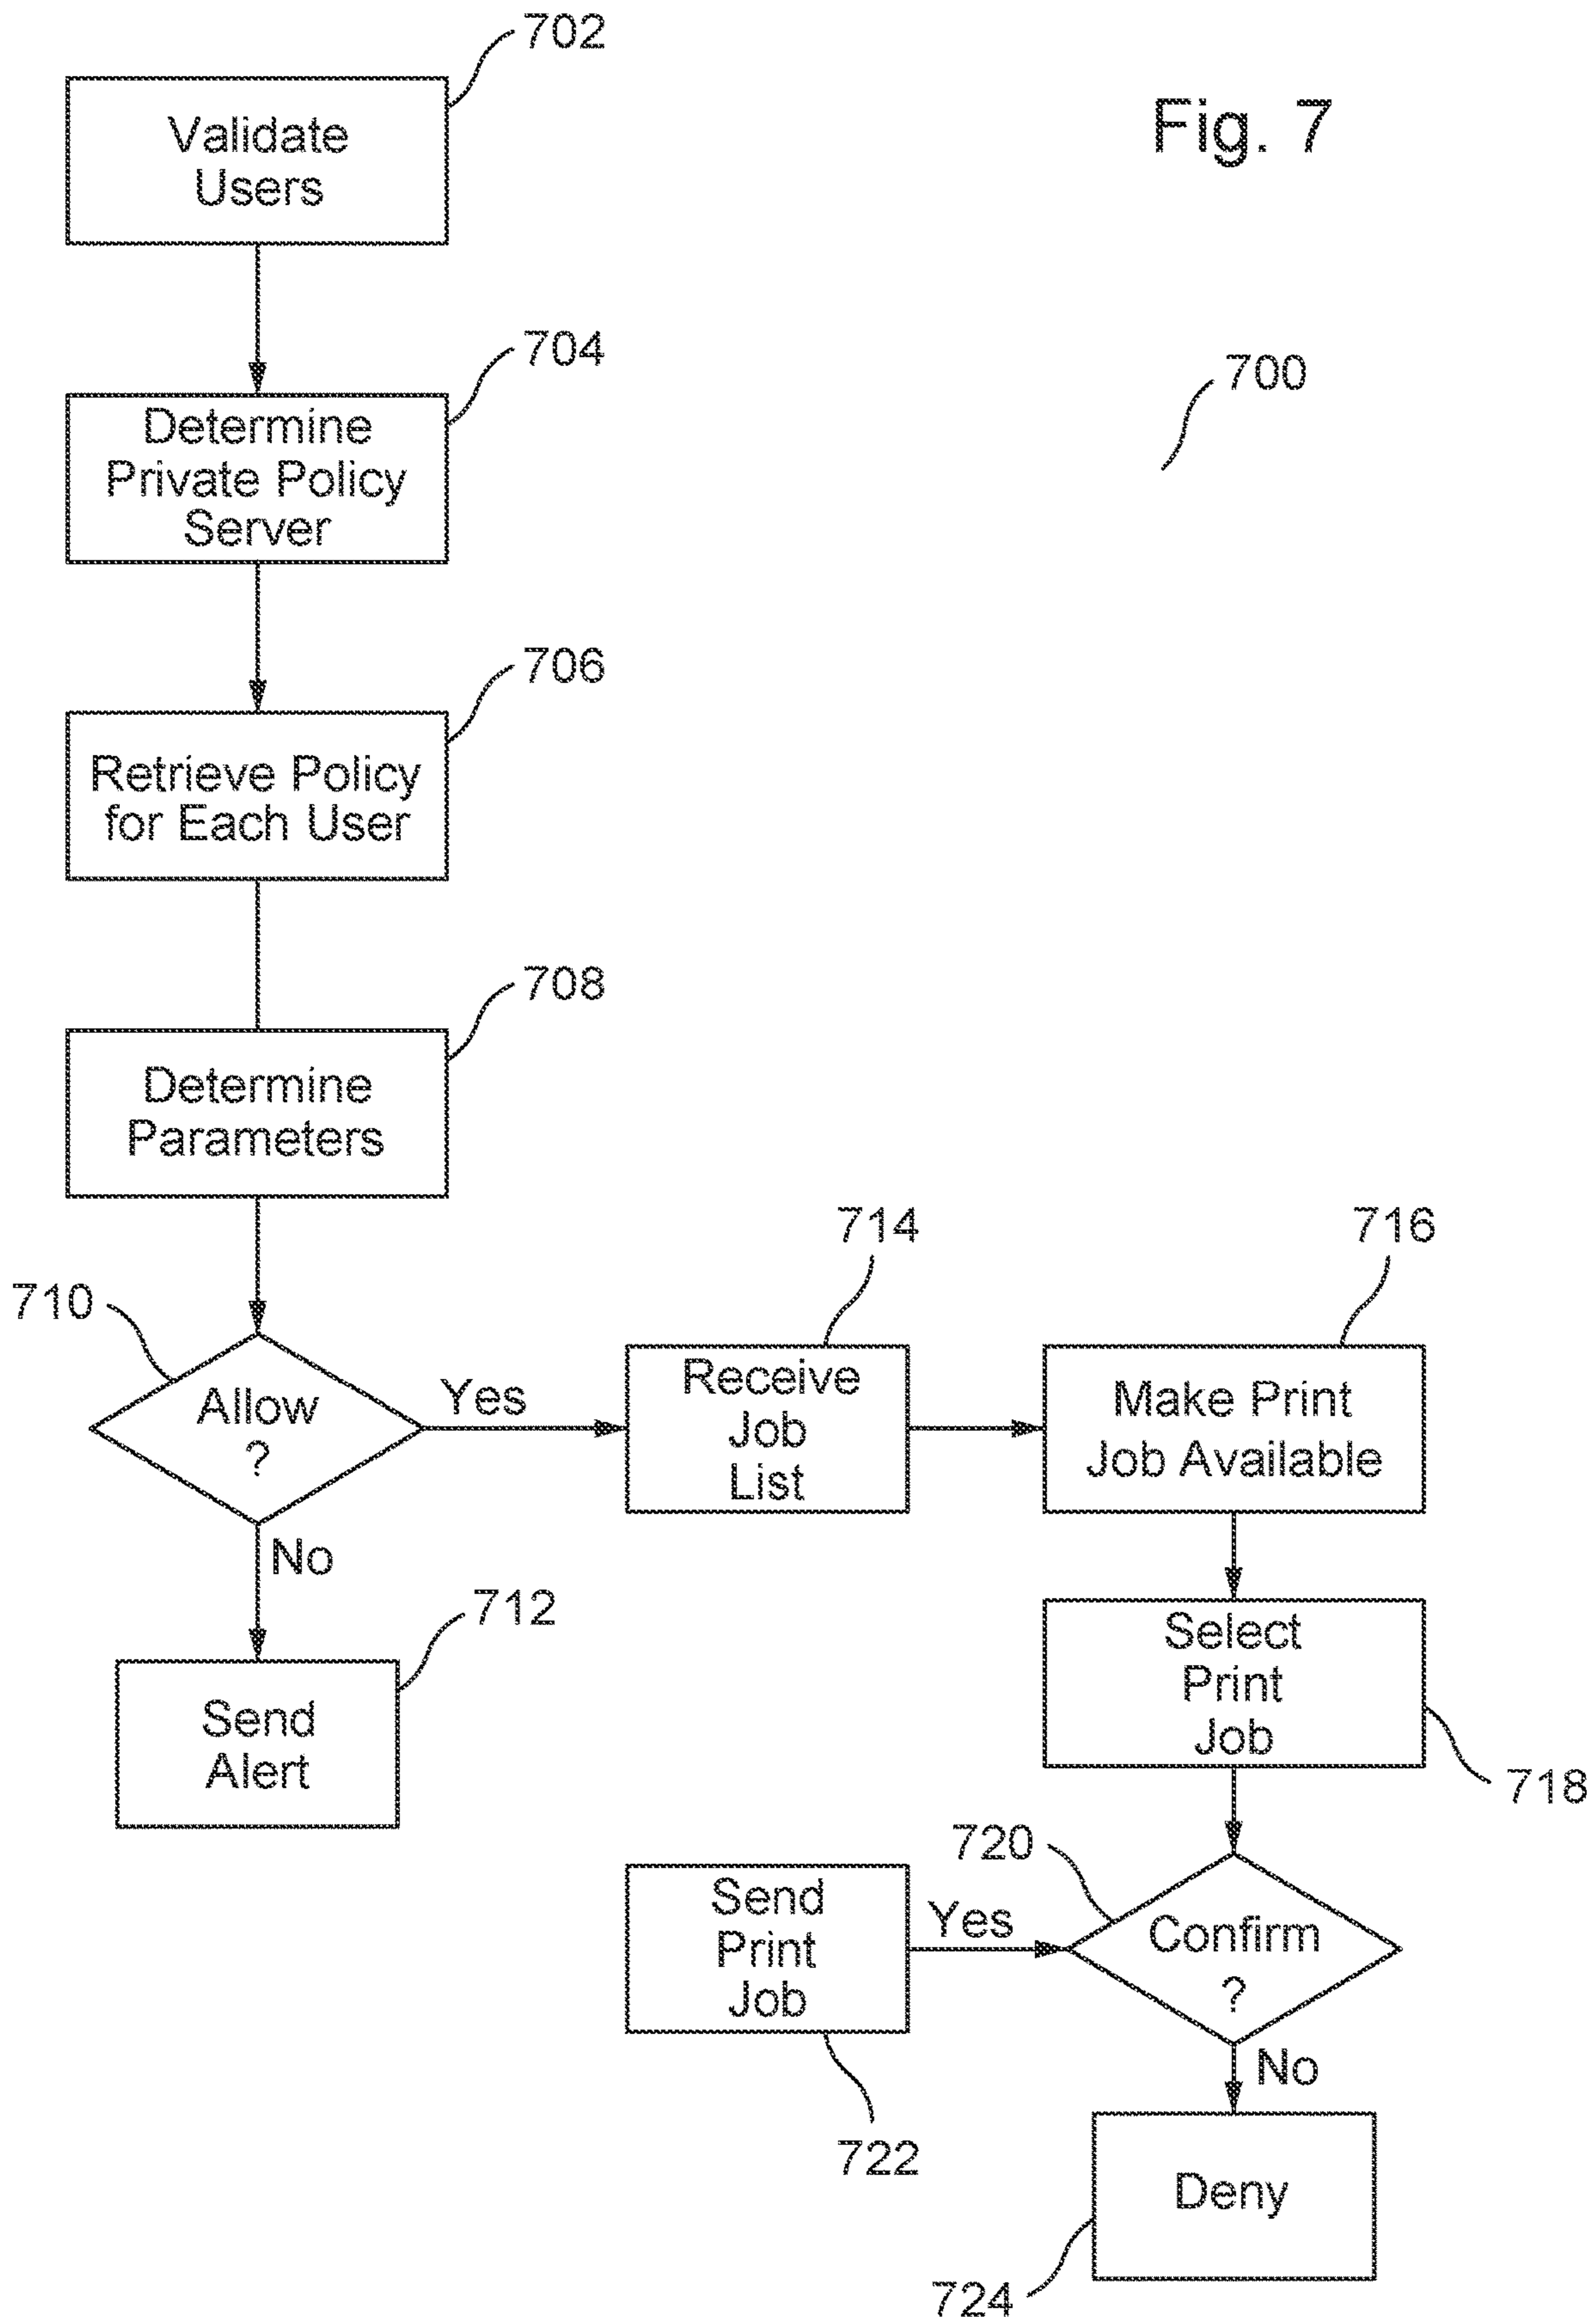 702
Validate
Users
Fig. 7
704
Determine
Private Policy
Server
700
706
Retrieve Policy
for Each User
708
Determine
Parameters
710
Allow
?
Yes
No
712
Send
Alert
714
Receive
Job
List
716
Make Print
Job Available
Select
Print
Job
718
720
Confirm
?
Yes
Send
Print
Job
722
No
Deny
724